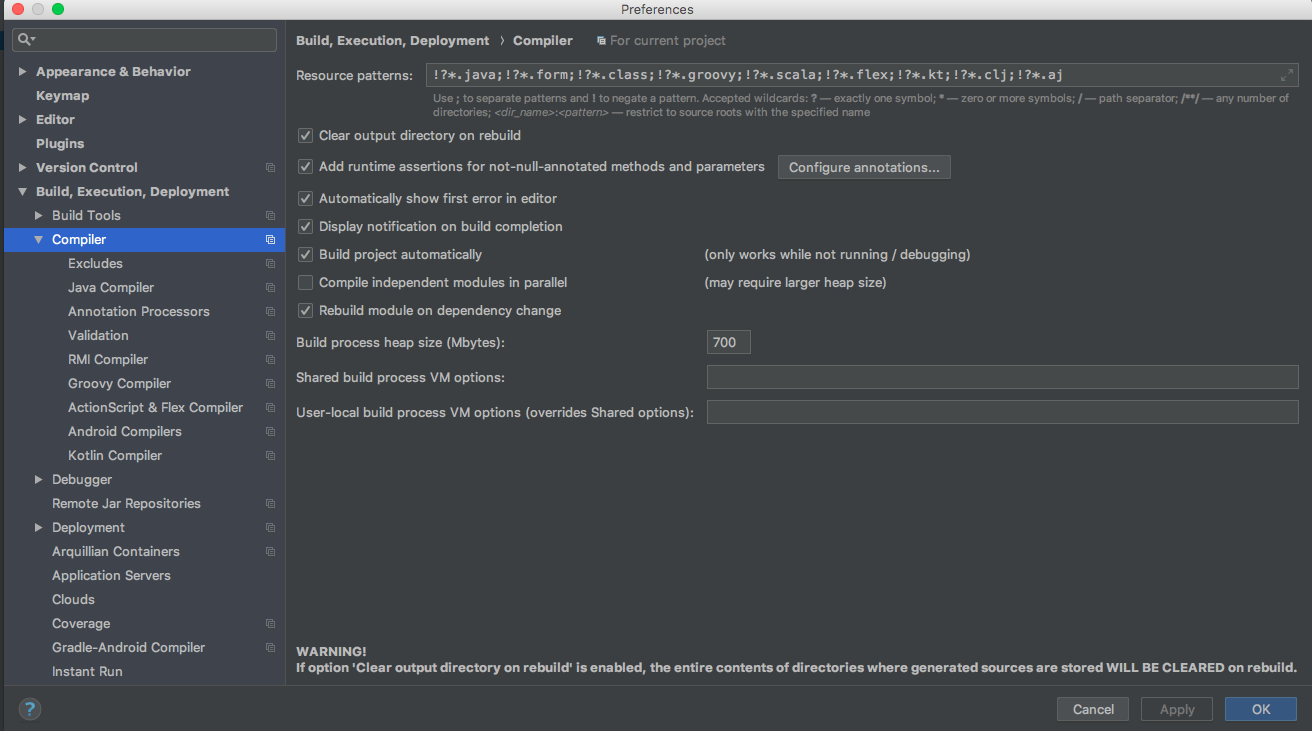 Preferences
Build, Execution, Deployment › Compiler For current project
Appearance & Behavior
Keymap
Editor
Plugins
Version Control
Build, Execution, Deployment
Build Tools
Compiler
Excludes
Java Compiler
Annotation Processors
Validation
RMI Compiler
Groovy Compiler
ActionScript & Flex Compiler
Android Compilers
Kotlin Compiler
Debugger
Remote Jar Repositories
Deployment
Arquillian Containers
Application Servers
Clouds
Coverage
Gradle-Android Compiler
Instant Run
Resource patterns: !?*.java;!?*.form;!?*.class;!?*.groovy;!?*.scala;!?*.flex;!?*.kt;!?*.clj;!?*.aj
Use ; to separate patterns and ! to negate a pattern. Accepted wildcards: ? — exactly one symbol; * — zero or more symbols; / — path separator; /**/ — any number of
directories; <dir_name>:<pattern> — restrict to source roots with the specified name
Clear output directory on rebuild
Add runtime assertions for not-null-annotated methods and parameters Configure annotations...
Automatically show first error in editor
Display notification on build completion
Build project automatically (only works while not running / debugging)
Compile independent modules in parallel (may require larger heap size)
Rebuild module on dependency change
Build process heap size (Mbytes): 700
Shared build process VM options:
User-local build process VM options (overrides Shared options):
WARNING!
If option 'Clear output directory on rebuild' is enabled, the entire contents of directories where generated sources are stored WILL BE CLEARED on rebuild.
? Cancel Apply OK